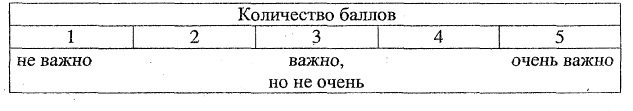 Количество баллов
1 2 3 4 5
не важно важно, очень важно
но не очень